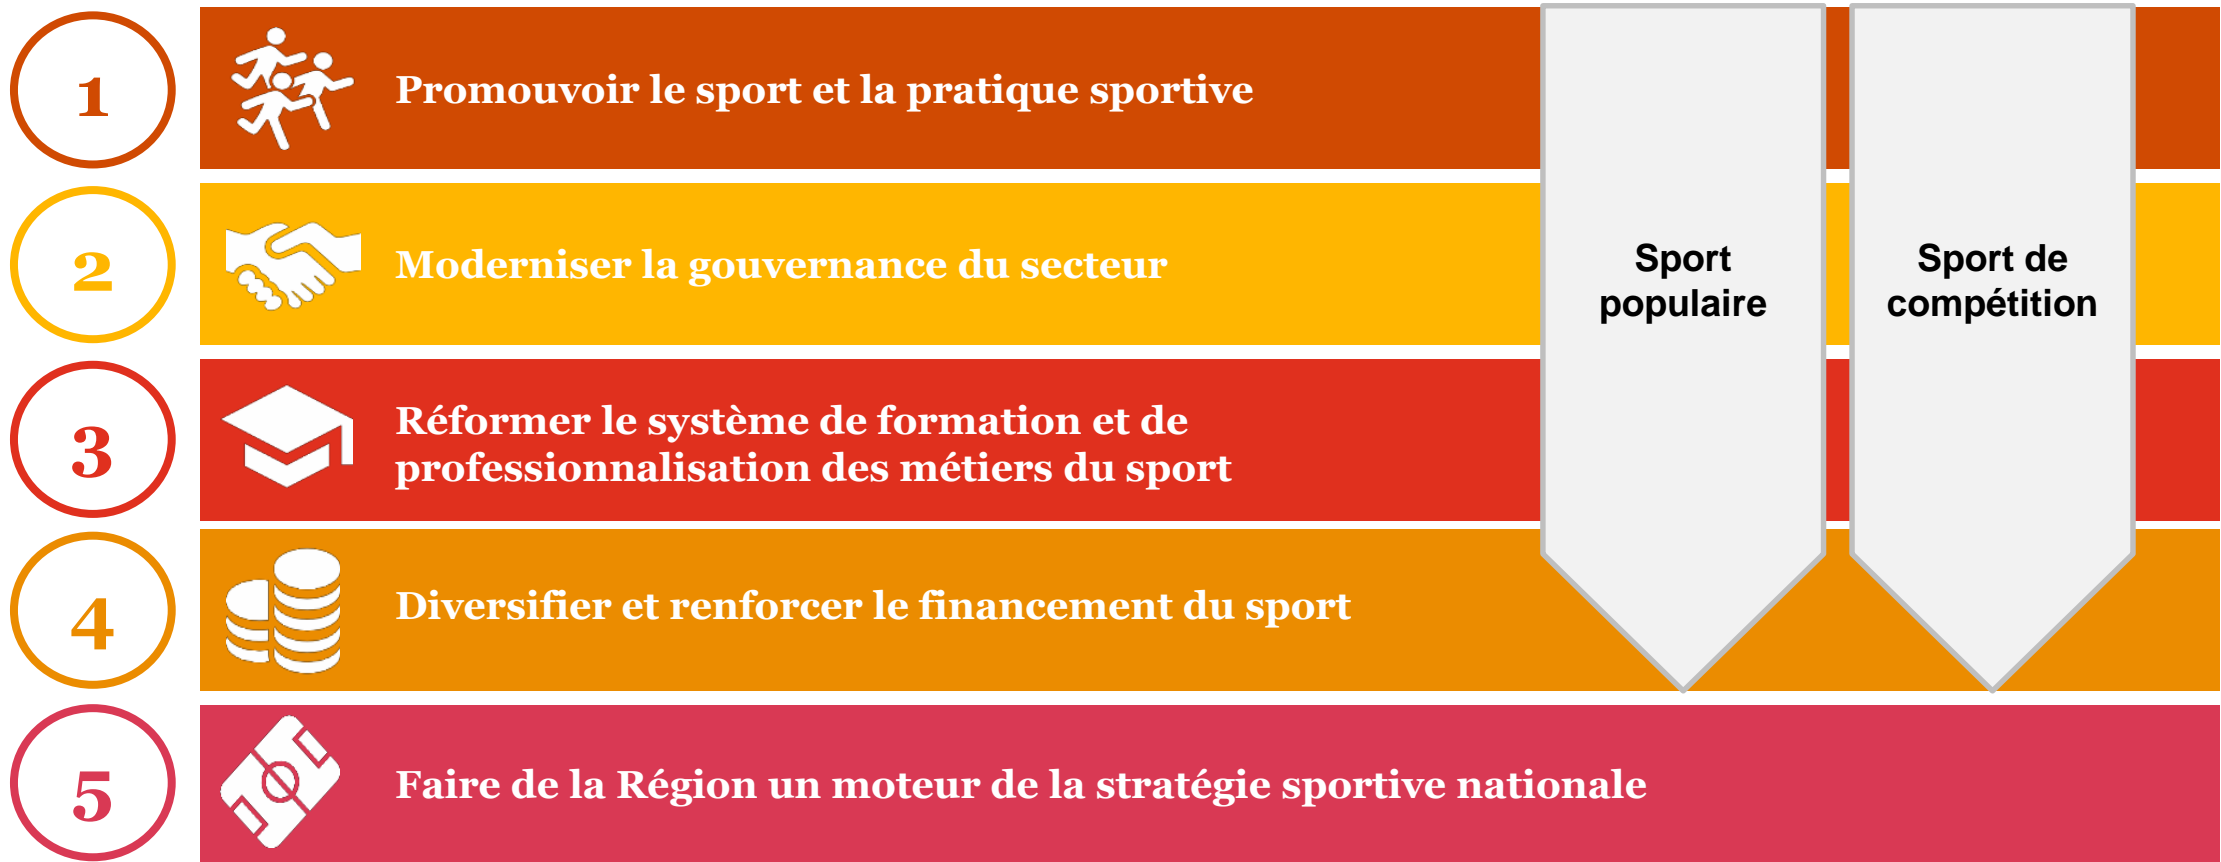 1
Promouvoir le sport et la pratique sportive
2
Moderniser la gouvernance du secteur
Sport
populaire
Sport de
compétition
3
Réformer le système de formation et de
professionnalisation des métiers du sport
4
Diversifier et renforcer le financement du sport
5
Faire de la Région un moteur de la stratégie sportive nationale